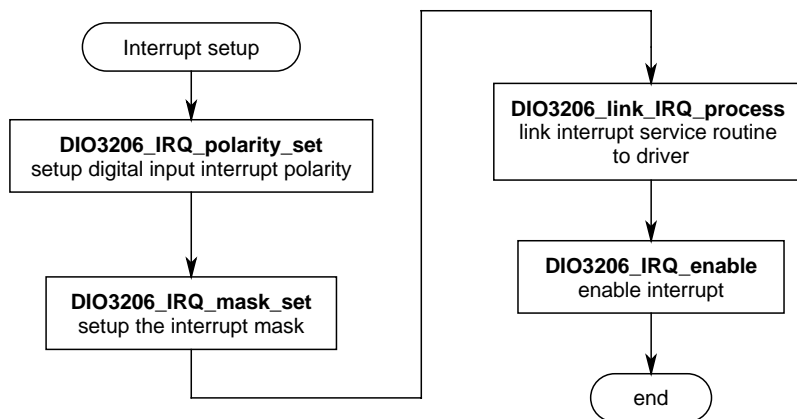 Interrupt setup
DIO3206_IRQ_polarity_set
setup digital input interrupt polarity
DIO3206_IRQ_mask_set
setup the interrupt mask
DIO3206_link_IRQ_process
link interrupt service routine
to driver
DIO3206_IRQ_enable
enable interrupt
end